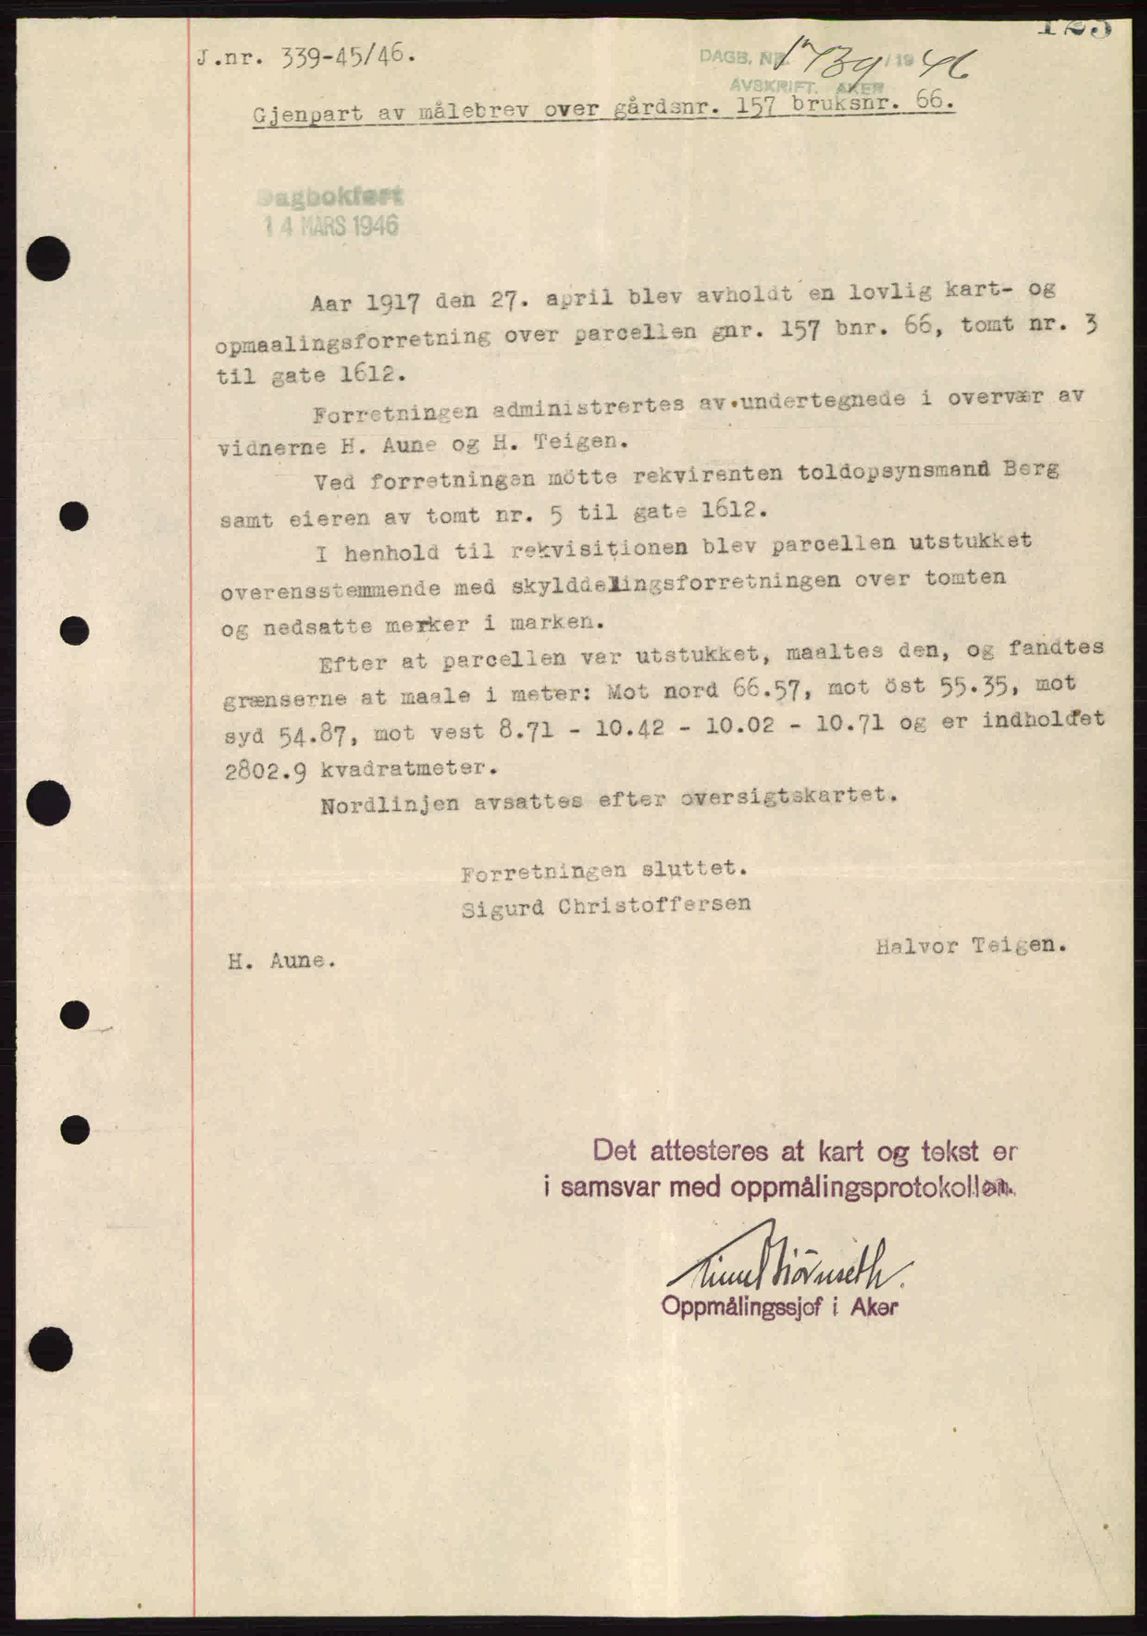 125
J.nr. 339-45/46.
DAGB. NR. 1739/1946
AVSKRIFT. AKER
Gjenpart av målebrev over gårdsnr. 157 bruksnr. 66.
Dagbokført
14 MARS 1946
Aar 1917 den 27. april blev avholdt en lovlig kart- og
opmaalingsforretning over parcellen gnr. 157 bnr. 66, tomt nr. 3
til gate 1612.
Forretningen administrertes av undertegnede i overvær av
vidnerne H. Aune og H. Teigen.
Ved forretningen mötte rekvirenten toldopsynsmand Berg
samt eieren av tomt nr. 5 til gate 1612.
I henhold til rekvisitionen blev parcellen utstukket
overensstemmende med skylddelingsforretningen over tomten
og nedsatte merker i marken.
Efter at parcellen var utstukket, maaltes den, og fandtes
grænserne at maale i meter: Mot nord 66.57, mot öst 55.35, mot
syd 54.87, mot vest 8.71 - 10.42 - 10.02 - 10.71 og er indholdet
2802.9 kvadratmeter.
Nordlinjen avsattes efter oversigtskartet.
Forretningen sluttet.
Sigurd Christoffersen
Halvor Teigen.
H. Aune.
Det attesteres at kart og tekst er
i samsvar med oppmålingsprotokollen.
Oppmålingssjef i Aker